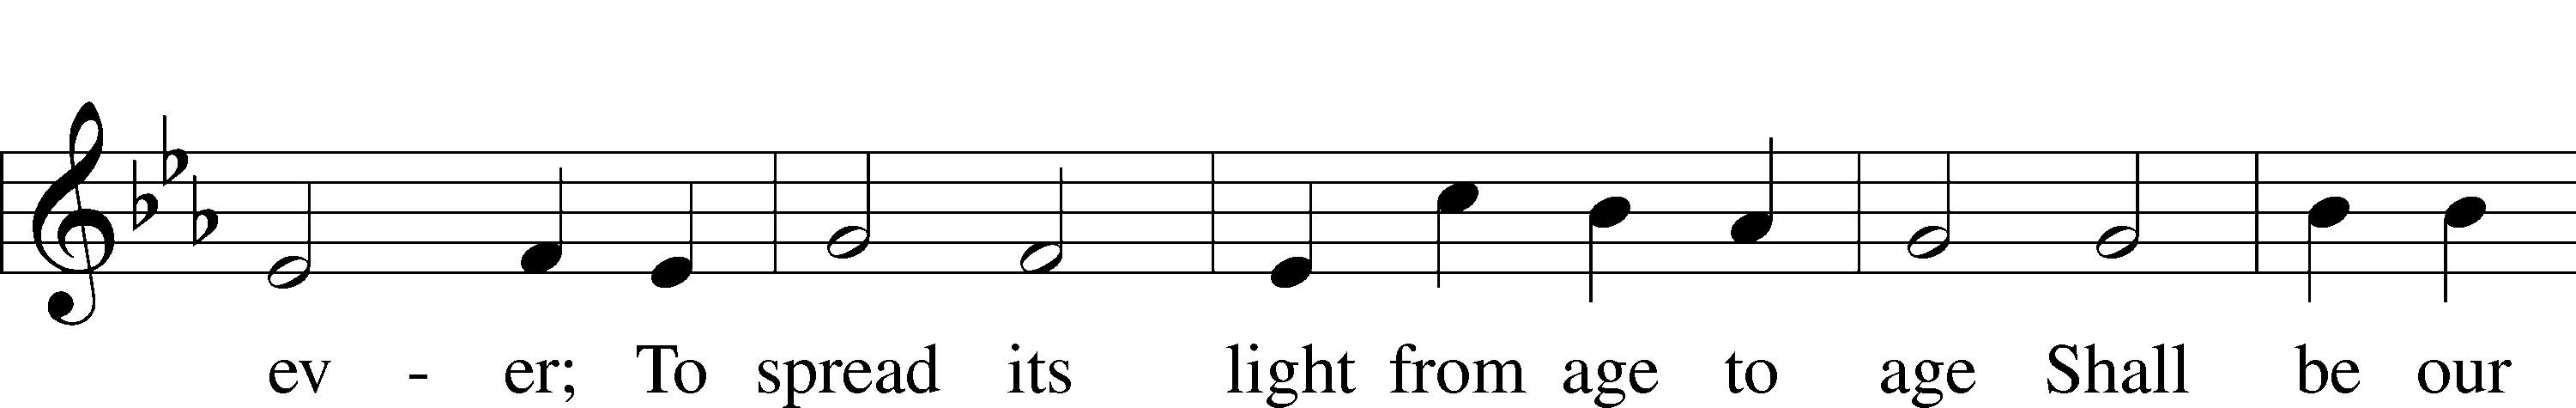 ev - er; To spread its light from age to age Shall be our